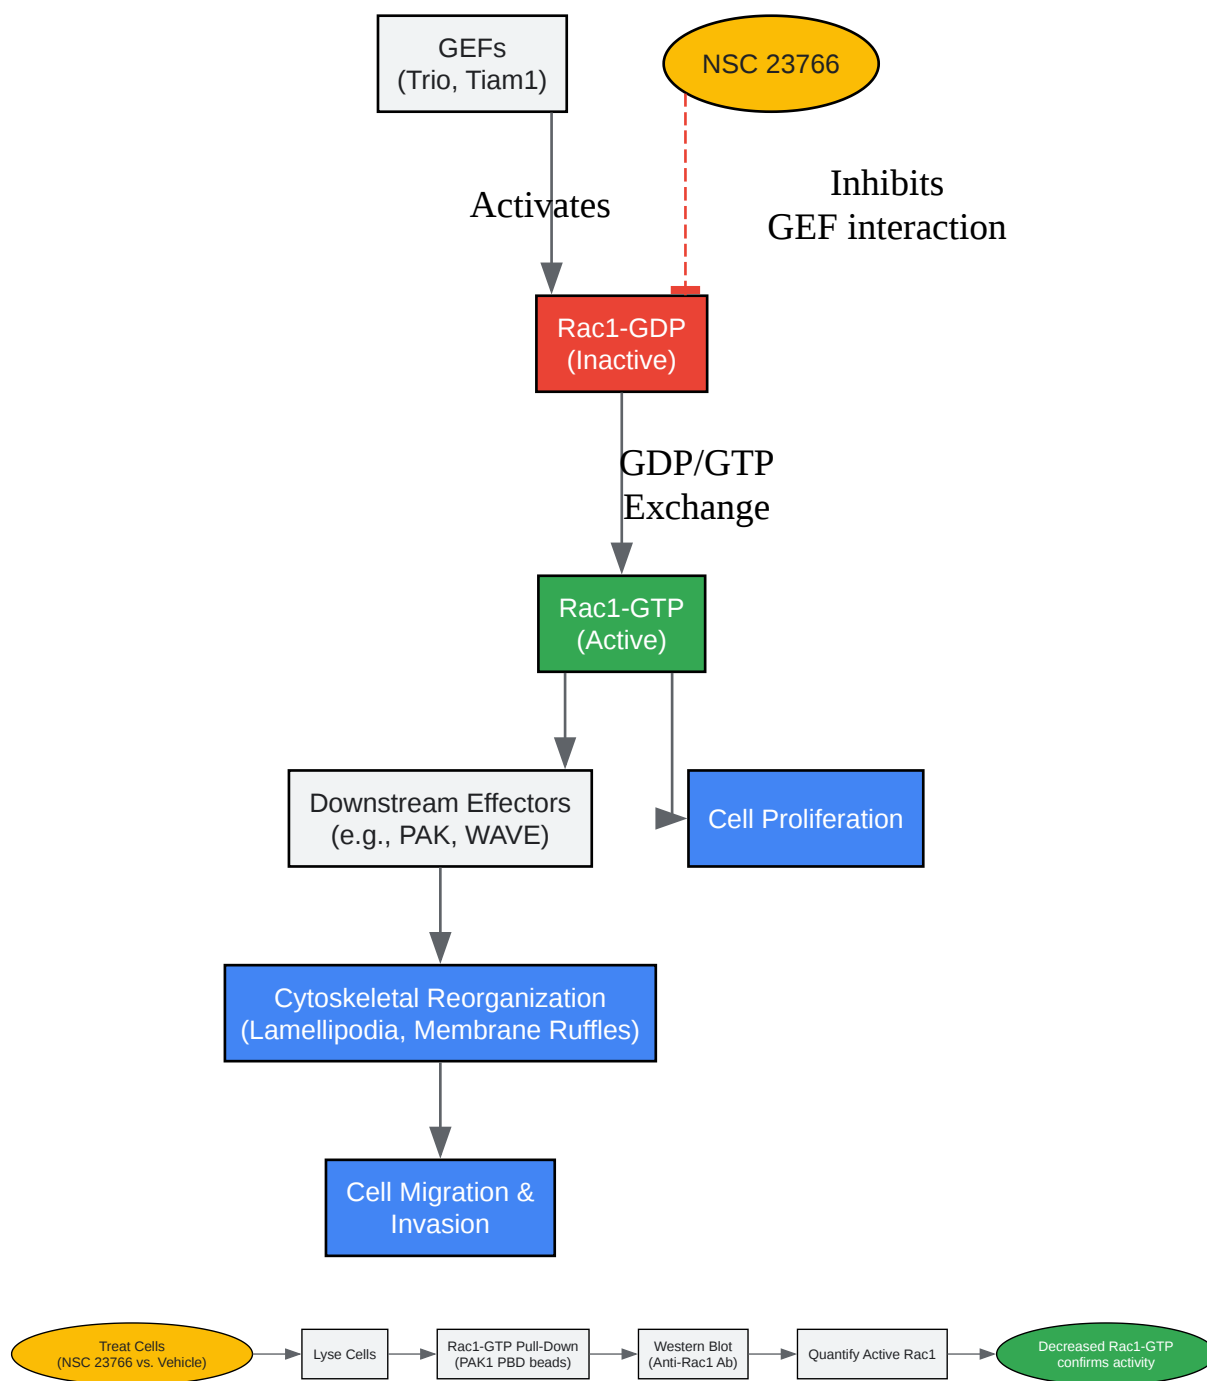 GEFs
(Trio, Tiam1)
NSC 23766
Activates
Inhibits
GEF interaction
Rac1-GDP
(Inactive)
GDP/GTP
Exchange
Rac1-GTP
(Active)
Downstream Effectors
(e.g., PAK, WAVE)
Cell Proliferation
Cytoskeletal Reorganization
(Lamellipodia, Membrane Ruffles)
Cell Migration &
Invasion
Treat Cells
(NSC 23766 vs. Vehicle)
Lyse Cells
Rac1-GTP Pull-Down
(PAK1 PBD beads)
Western Blot
(Anti-Rac1 Ab)
Quantify Active Rac1
Decreased Rac1-GTP
confirms activity